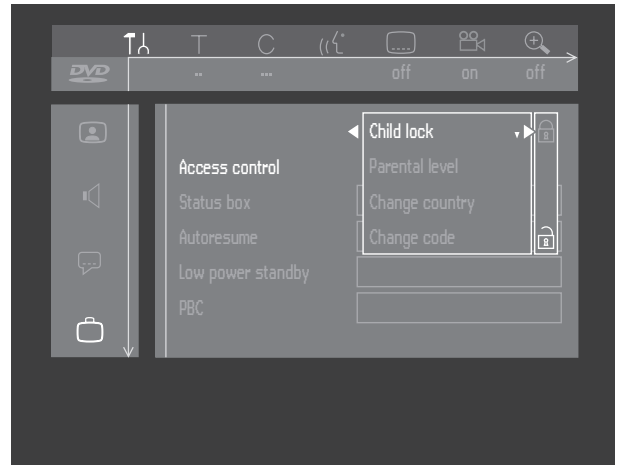 T C
DVD .. ... off on off
Child lock
Access control Parental level
Status box Change country
Autoresume Change code
Low power standby
PBC